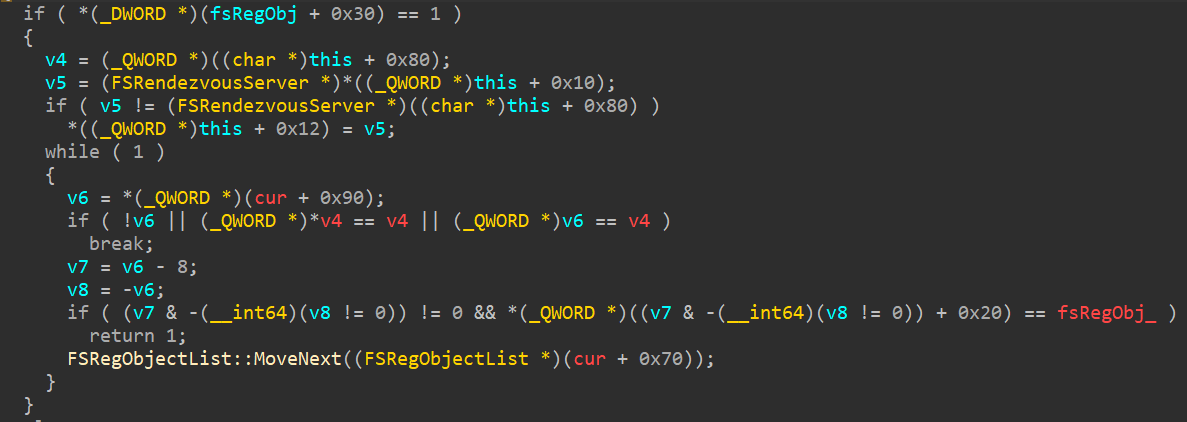 if ( *(_DWORD *)(fsRegObj + 0x30) == 1 )
{
v4 = (_QWORD *)((char *)this + 0x80);
v5 = (FSRendezvousServer *)*((_QWORD *)this + 0x10);
if ( v5 != (FSRendezvousServer *)((char *)this + 0x80) )
*((_QWORD *)this + 0x12) = v5;
while ( 1 )
{
v6 = *(_QWORD *)(cur + 0x90);
if ( !v6 || (_QWORD *)*v4 == v4 || (_QWORD *)v6 == v4 )
break;
v7 = v6 - 8;
v8 = -v6;
if ( (v7 & -(__int64)(v8 != 0)) != 0 && *(_QWORD *)((v7 & -(__int64)(v8 != 0)) + 0x20) == fsRegObj_ )
return 1;
FSRegObjectList::MoveNext((FSRegObjectList *)(cur + 0x70));
}
}